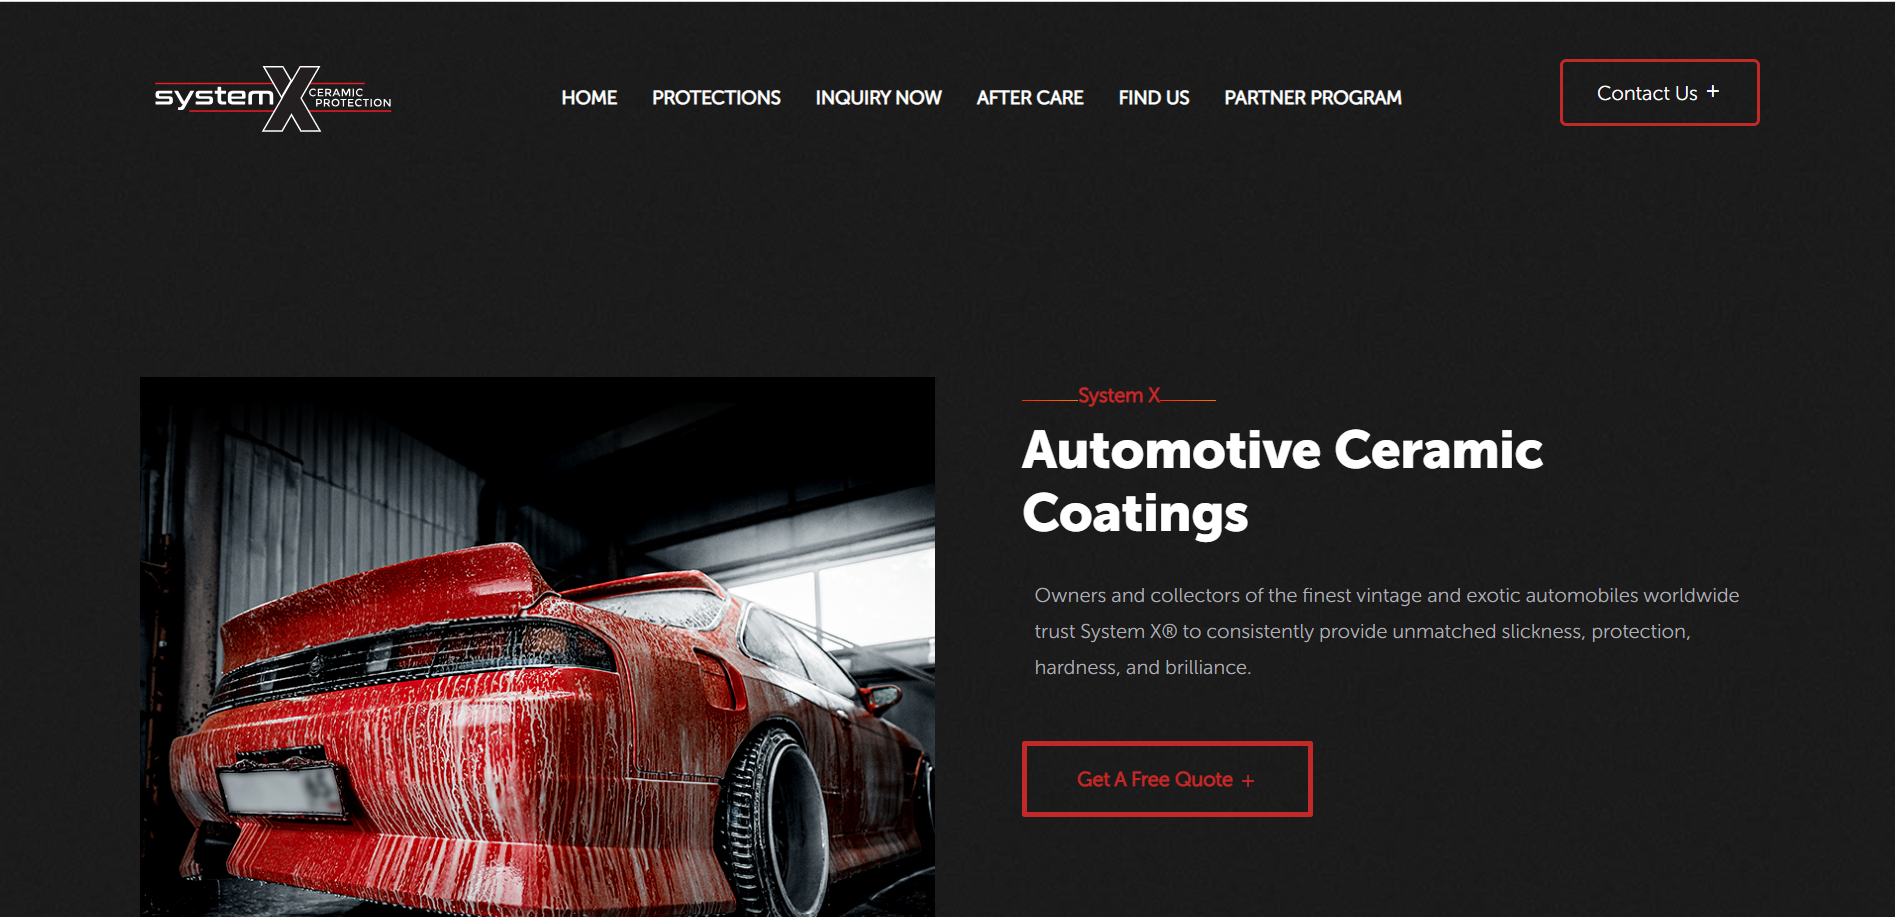 systemX CERAMIC PROTECTION
HOME PROTECTIONS INQUIRY NOW AFTER CARE FIND US PARTNER PROGRAM
Contact Us +
System X
Automotive Ceramic
Coatings
Owners and collectors of the finest vintage and exotic automobiles worldwide
trust System X® to consistently provide unmatched slickness, protection,
hardness, and brilliance.
Get A Free Quote +